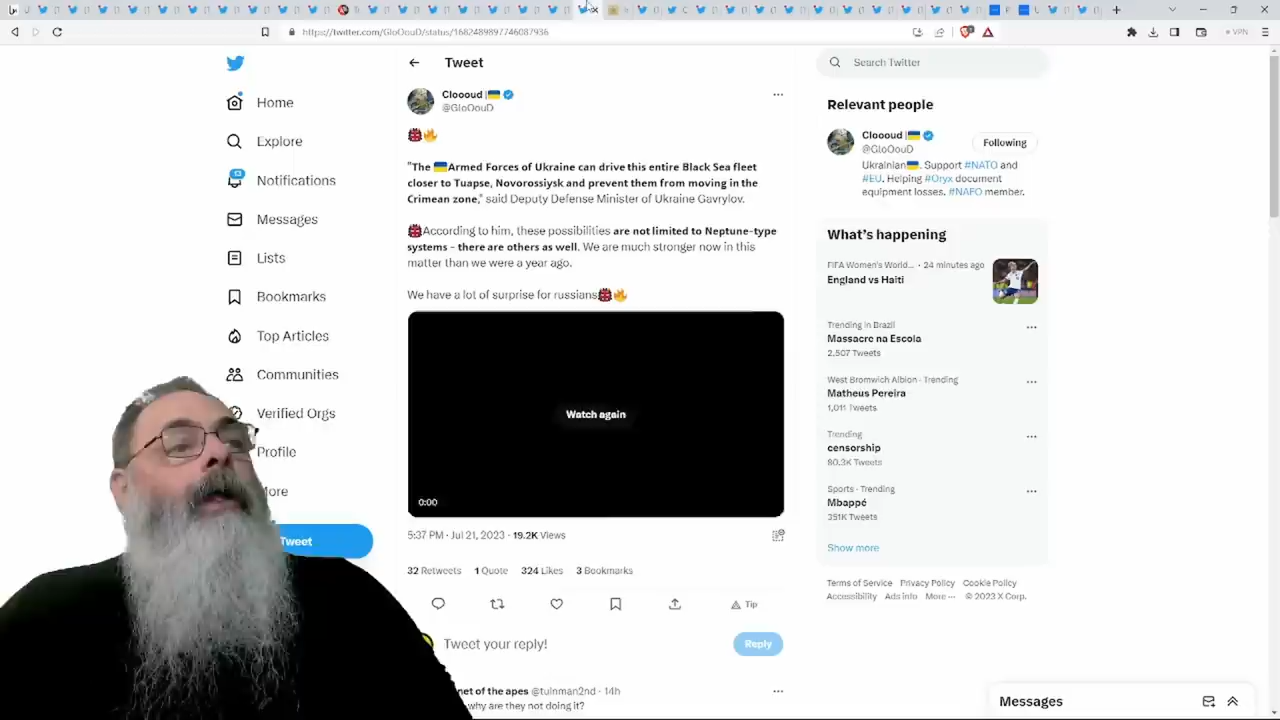 https://twitter.com/GloOouD/status/1682489897746087936
VPN
Home
Explore
Notifications
Messages
Lists
Bookmarks
Top Articles
Communities
Verified Orgs
Profile
ore
Tweet
Tweet
Cloooud |
@GloOouD
"The Armed Forces of Ukraine can drive this entire Black Sea fleet
closer to Tuapse, Novorossiysk and prevent them from moving in the
Crimean zone," said Deputy Defense Minister of Ukraine Gavrylov.
According to him, these possibilities are not limited to Neptune-type
systems - there are others as well. We are much stronger now in this
matter than we were a year ago.
We have a lot of surprise for russians
Watch again
0:00
5:37 PM · Jul 21, 2023 · 19.2K Views
32 Retweets 1 Quote 324 Likes 3 Bookmarks
Tip
Tweet your reply!
Reply
net of the apes @tuinman2nd · 14h
why are they not doing it?
Search Twitter
Relevant people
Cloooud |
@GloOouD
Following
Ukrainian. Support #NATO and
#EU. Helping #Oryx document
equipment losses. #NAFO member.
What's happening
FIFA Women's World... · 24 minutes ago
England vs Haiti
Trending in Brazil
Massacre na Escola
2,507 Tweets
West Bromwich Albion · Trending
Matheus Pereira
1,011 Tweets
Trending
censorship
80.3K Tweets
Sports · Trending
Mbappé
351K Tweets
Show more
Terms of Service Privacy Policy Cookie Policy
Accessibility Ads info More ··· © 2023 X Corp.
Messages